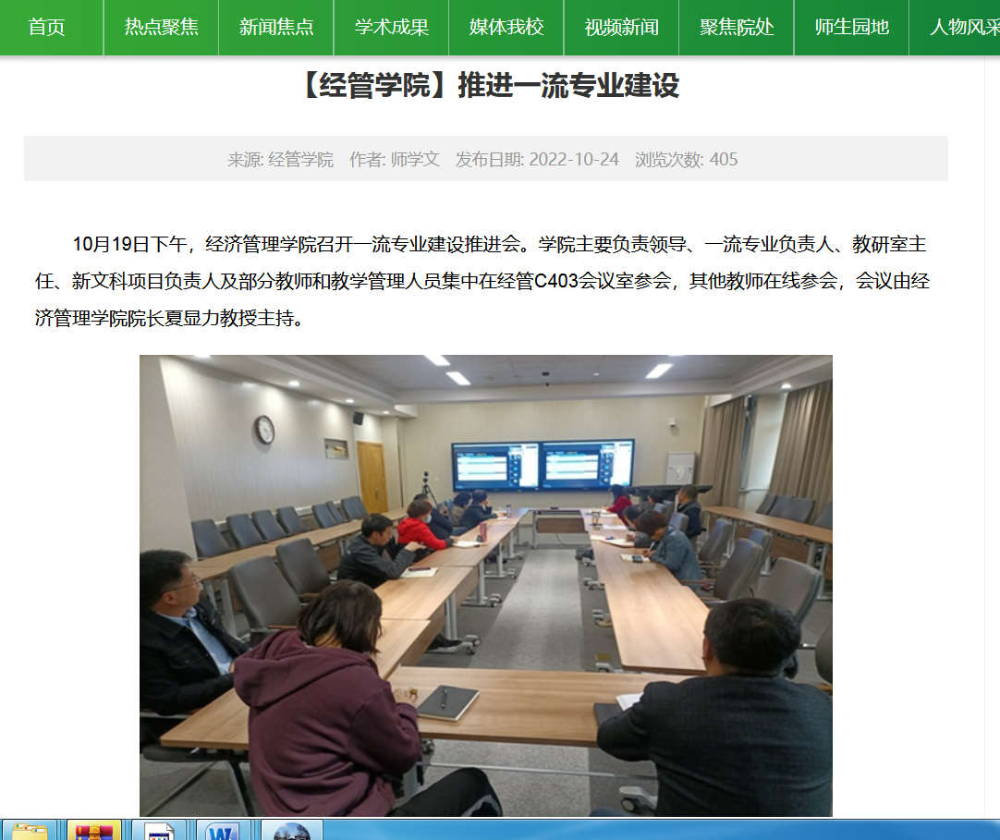 首页 热点聚焦 新闻焦点 学术成果 媒体我校 视频新闻 聚焦院处 师生园地 人物风采
【经管学院】推进一流专业建设
来源: 经管学院 作者: 师学文 发布日期: 2022-10-24 浏览次数: 405
10月19日下午，经济管理学院召开一流专业建设推进会。学院主要负责领导、一流专业负责人、教研室主
任、新文科项目负责人及部分教师和教学管理人员集中在经管C403会议室参会，其他教师在线参会，会议由经
济管理学院院长夏显力教授主持。